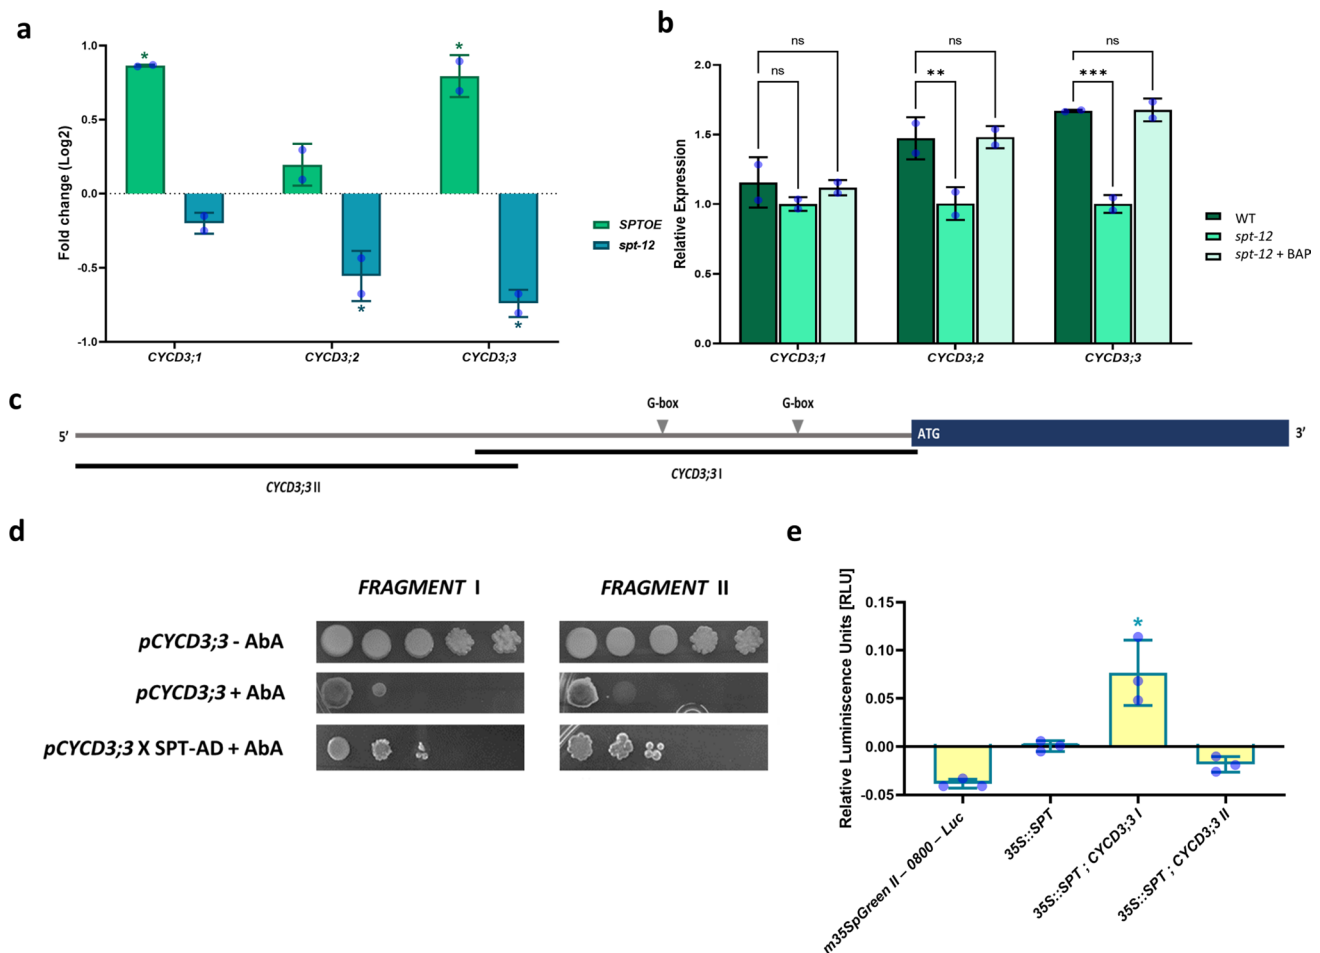 a
1.0
0.5
0.0
-0.5
-1.0
Fold change (Log2)
*
*
*
*
CYCD3;1
CYCD3;2
CYCD3;3
SPTOE
spt-12
b
2.0
1.5
1.0
0.5
0.0
Relative Expression
ns
ns
ns
**
ns
***
CYCD3;1
CYCD3;2
CYCD3;3
WT
spt-12
spt-12 + BAP
c
G-box
G-box
5′
ATG
3′
CYCD3;3 I
CYCD3;3 II
d
FRAGMENT I
FRAGMENT II
pCYCD3;3 - AbA
pCYCD3;3 + AbA
pCYCD3;3 X SPT-AD + AbA
e
0.15
0.10
0.05
0.00
-0.05
Relative Luminiscence Units [RLU]
*
m35SpGreen II – 0800 – Luc
35S::SPT
35S::SPT ; CYCD3;3 I
35S::SPT ; CYCD3;3 II